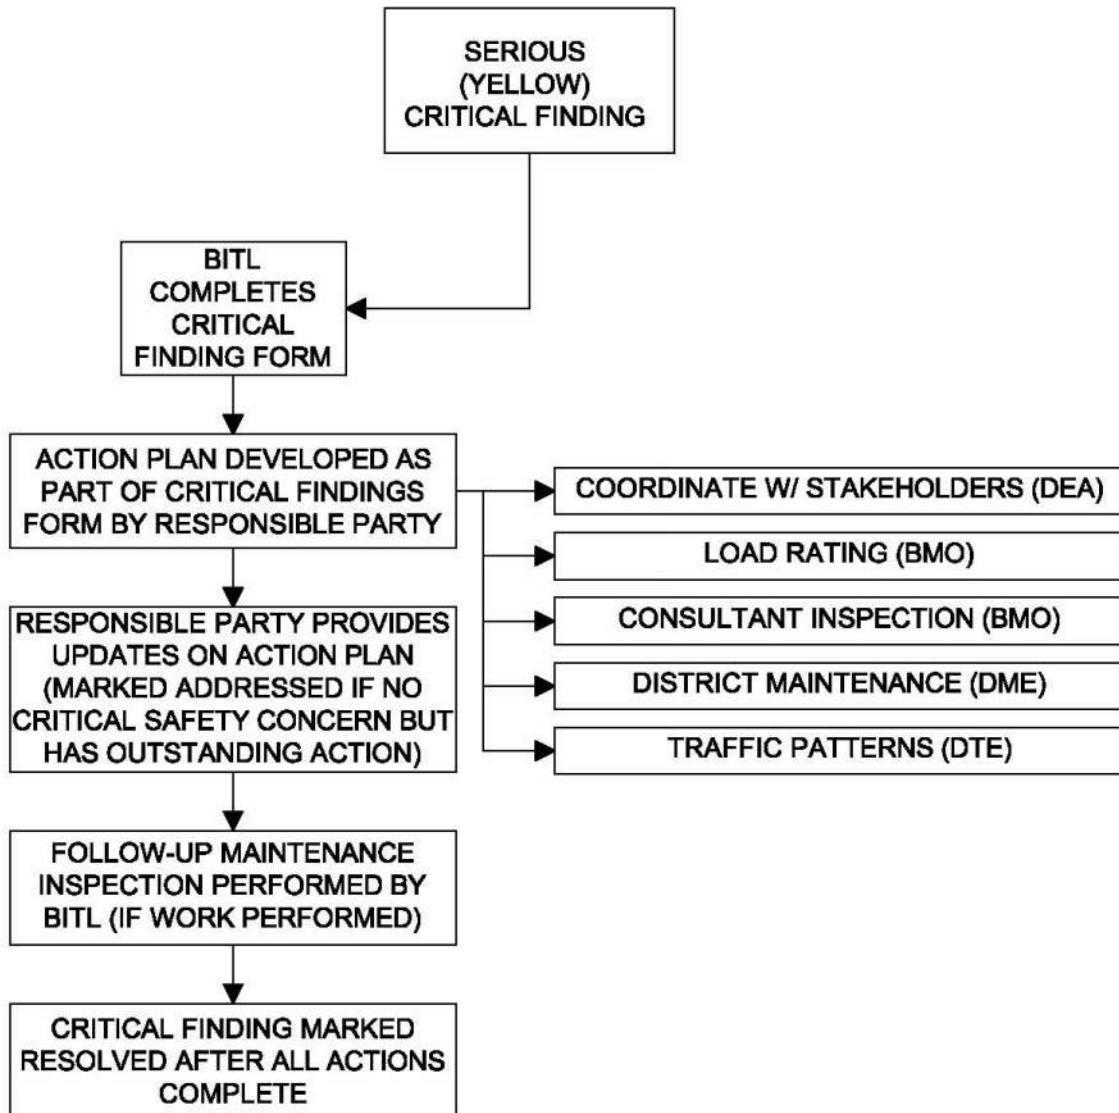 SERIOUS
(YELLOW)
CRITICAL FINDING
BITL
COMPLETES
CRITICAL
FINDING FORM
ACTION PLAN DEVELOPED AS
PART OF CRITICAL FINDINGS
FORM BY RESPONSIBLE PARTY
COORDINATE W/ STAKEHOLDERS (DEA)
LOAD RATING (BMO)
CONSULTANT INSPECTION (BMO)
DISTRICT MAINTENANCE (DME)
TRAFFIC PATTERNS (DTE)
RESPONSIBLE PARTY PROVIDES
UPDATES ON ACTION PLAN
(MARKED ADDRESSED IF NO
CRITICAL SAFETY CONCERN BUT
HAS OUTSTANDING ACTION)
FOLLOW-UP MAINTENANCE
INSPECTION PERFORMED BY
BITL (IF WORK PERFORMED)
CRITICAL FINDING MARKED
RESOLVED AFTER ALL ACTIONS
COMPLETE